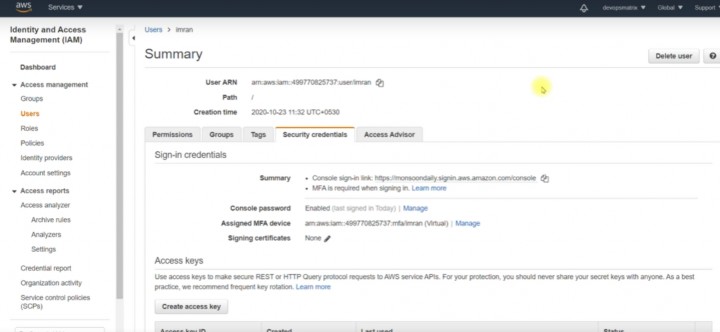 aws
Services
devopsmatrix
Global
Support
Identity and Access
Management (IAM)
Dashboard
Access management
Groups
Users
Roles
Policies
Identity providers
Account settings
Access reports
Access analyzer
Archive rules
Analyzers
Settings
Credential report
Organization activity
Service control policies
(SCPs)
Users > imran
Summary
Delete user
User ARN arn:aws:iam::499770825737:user/imran
Path /
Creation time 2020-10-23 11:32 UTC+0530
Permissions Groups Tags Security credentials Access Advisor
Sign-in credentials
Summary • Console sign-in link: https://monsoondaily.signin.aws.amazon.com/console
• MFA is required when signing in. Learn more
Console password Enabled (last signed in Today) | Manage
Assigned MFA device arn:aws:iam::499770825737:mfa/imran (Virtual) | Manage
Signing certificates None
Access keys
Use access keys to make secure REST or HTTP Query protocol requests to AWS service APIs. For your protection, you should never share your secret keys with anyone. As a best
practice, we recommend frequent key rotation. Learn more
Create access key
Access key ID Created Last used Status